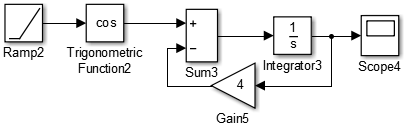 cos
+
−
1
s
4
Ramp2
Trigonometric
Function2
Sum3
Integrator3
Scope4
Gain5